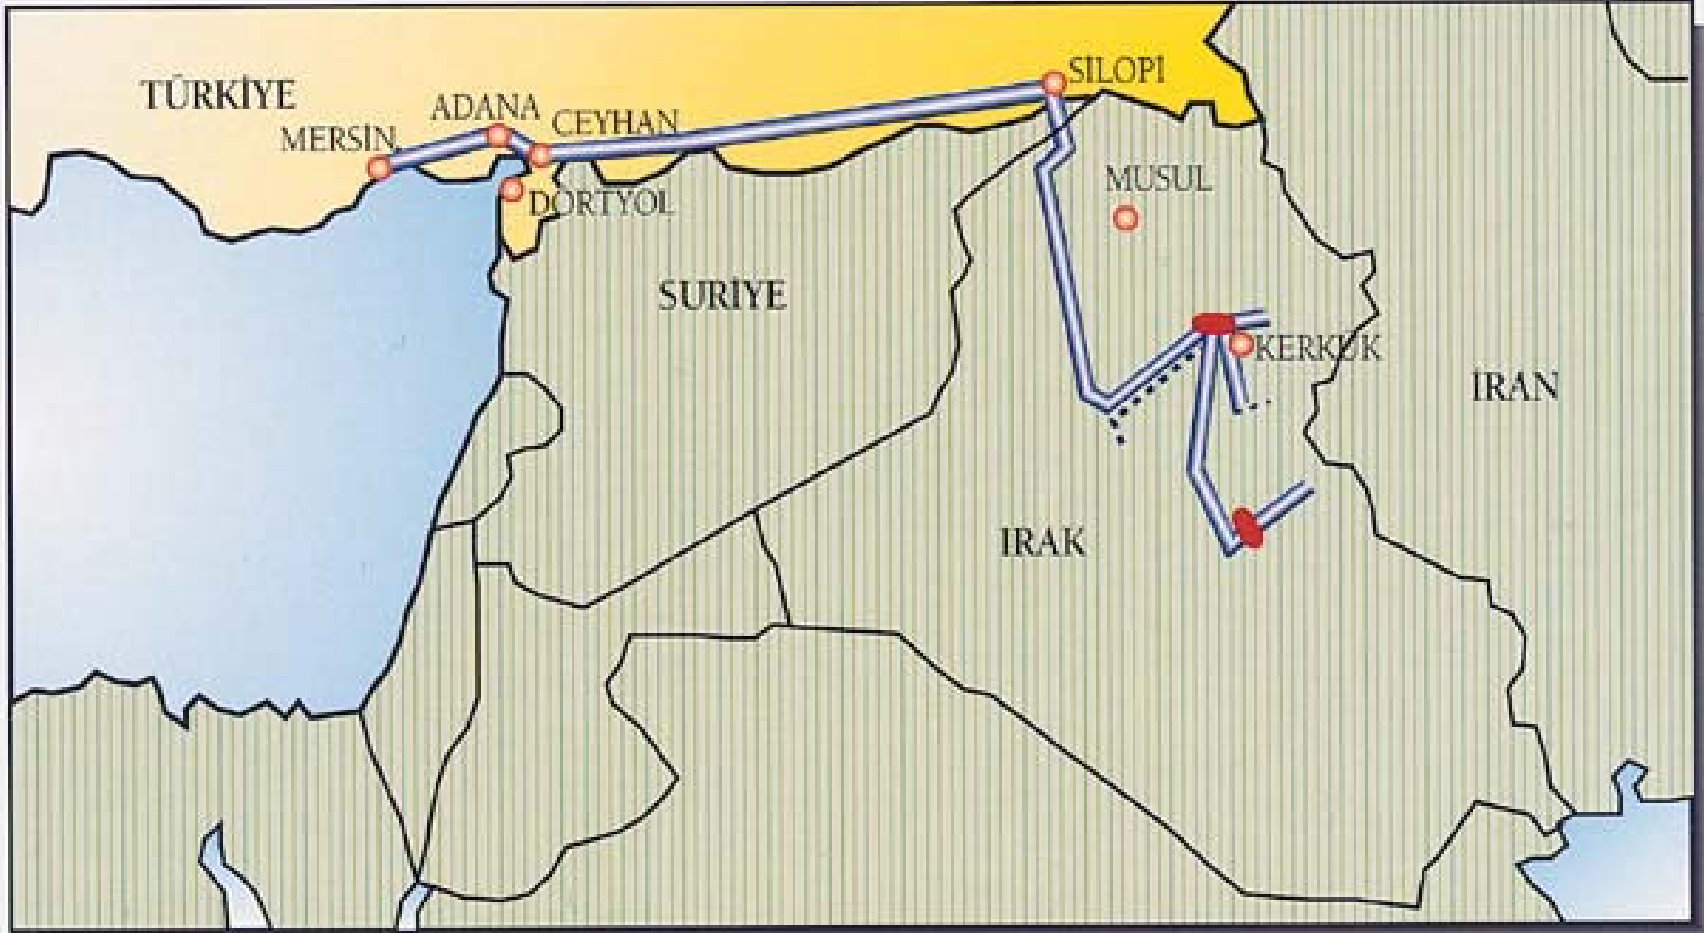 TÜRKİYE
SİLOPİ
ADANA
CEYHAN
MERSİN
MUSUL
DÖRTYOL
SURİYE
KERKÜK
İRAN
IRAK